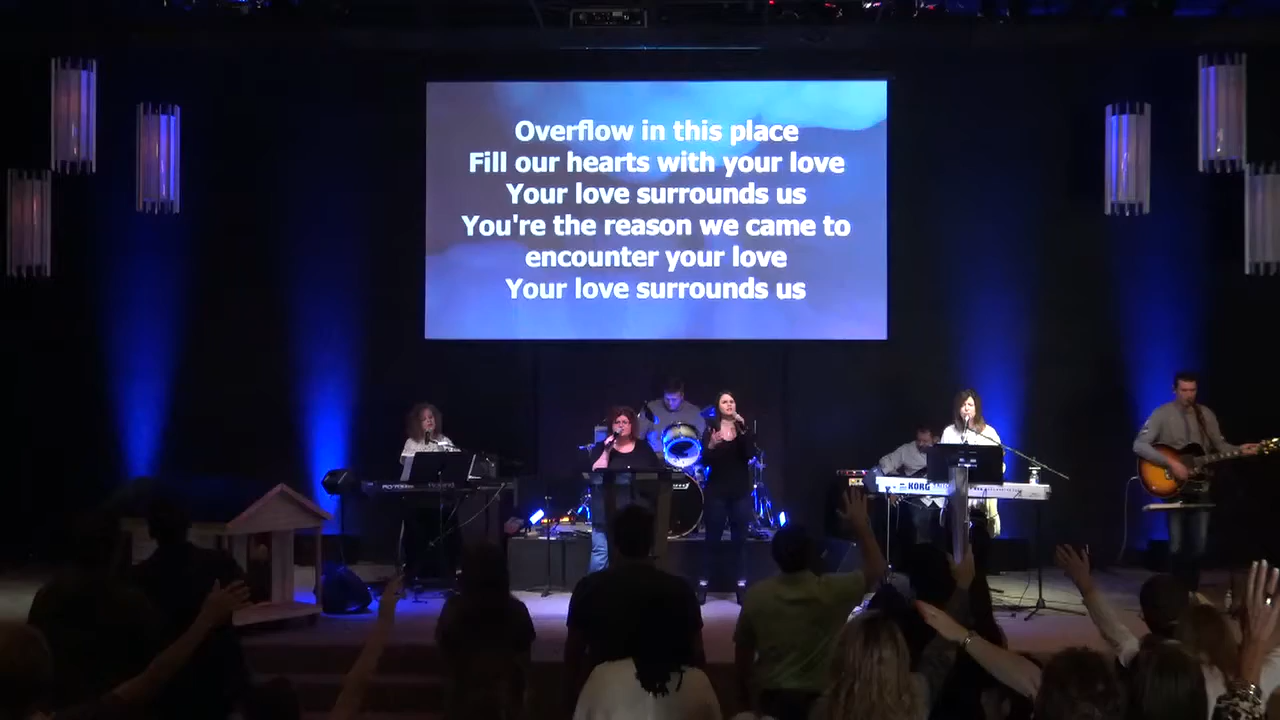 Overflow in this place
Fill our hearts with your love
Your love surrounds us
You're the reason we came to
encounter your love
Your love surrounds us
KORG